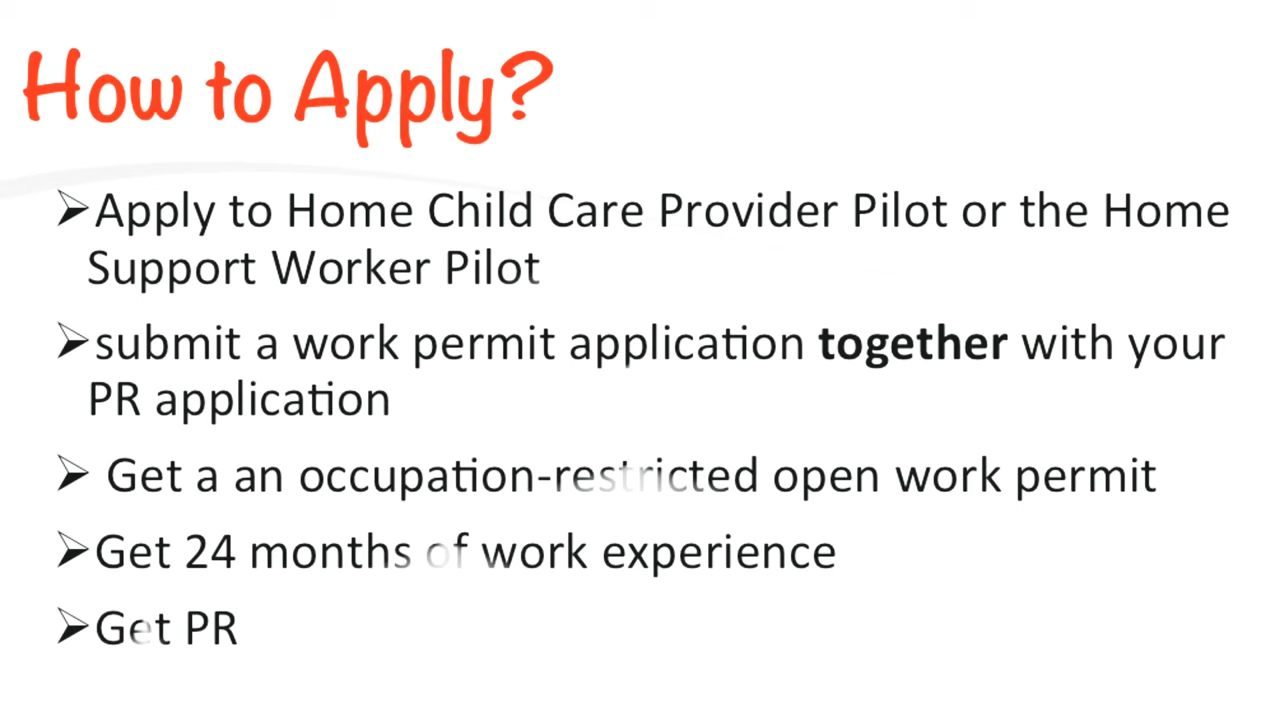 How to Apply?
➢Apply to Home Child Care Provider Pilot or the Home
Support Worker Pilot
➢submit a work permit application together with your
PR application
➢ Get a an occupation-restricted open work permit
➢Get 24 months of work experience
➢Get PR